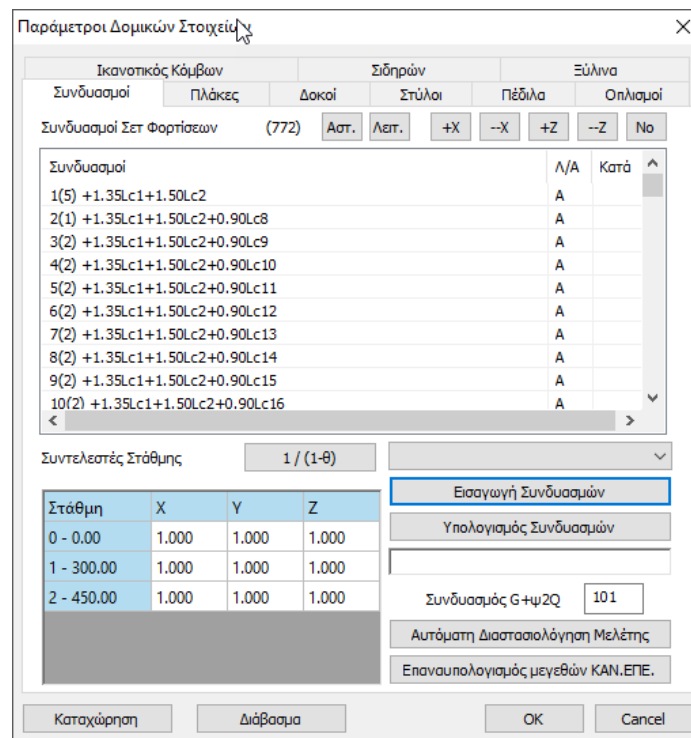 Παράμετροι Δομικών Στοιχείων
Ικανοτικός Κόμβων Σιδηρών Ξύλινα
Συνδυασμοί Πλάκες Δοκοί Στύλοι Πέδιλα Οπλισμοί
Συνδυασμοί Σετ Φορτίσεων (772) Αστ. Λειτ. +X --X +Z --Z No
Συνδυασμοί Λ/Α Κατά
1(5) +1.35Lc1+1.50Lc2 A
2(1) +1.35Lc1+1.50Lc2+0.90Lc8 A
3(2) +1.35Lc1+1.50Lc2+0.90Lc9 A
4(2) +1.35Lc1+1.50Lc2+0.90Lc10 A
5(2) +1.35Lc1+1.50Lc2+0.90Lc11 A
6(2) +1.35Lc1+1.50Lc2+0.90Lc12 A
7(2) +1.35Lc1+1.50Lc2+0.90Lc13 A
8(2) +1.35Lc1+1.50Lc2+0.90Lc14 A
9(2) +1.35Lc1+1.50Lc2+0.90Lc15 A
10(2) +1.35Lc1+1.50Lc2+0.90Lc16 A
Συντελεστές Στάθμης 1 / (1-θ)
Εισαγωγή Συνδυασμών
Στάθμη X Y Z
Υπολογισμός Συνδυασμών
0 - 0.00 1.000 1.000 1.000
1 - 300.00 1.000 1.000 1.000
2 - 450.00 1.000 1.000 1.000
Συνδυασμός G+ψ2Q 101
Αυτόματη Διαστασιολόγηση Μελέτης
Επαναυπολογισμός μεγεθών ΚΑΝ.ΕΠΕ.
Καταχώρηση Διάβασμα OK Cancel